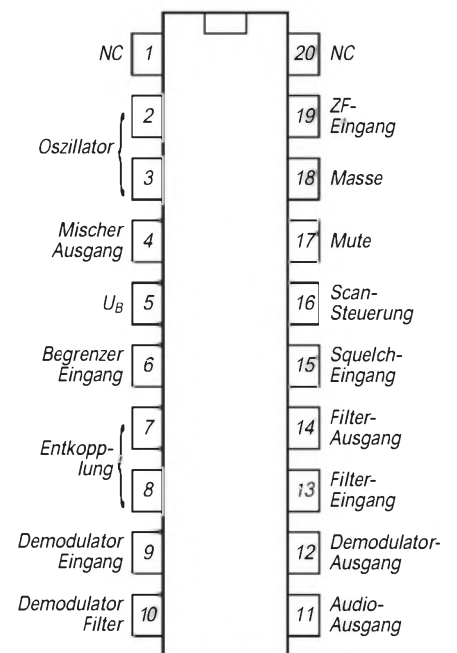 NC 1
20 NC
2
19 ZF-
Eingang
Oszillator
3
18 Masse
Mischer
Ausgang 4
17 Mute
U_B 5
16 Scan-
Steuerung
Begrenzer
Eingang 6
15 Squelch-
Eingang
7
14 Filter-
Ausgang
Entkopp-
lung
8
13 Filter-
Eingang
Demodulator
Eingang 9
12 Demodulator-
Ausgang
Demodulator
Filter 10
11 Audio-
Ausgang